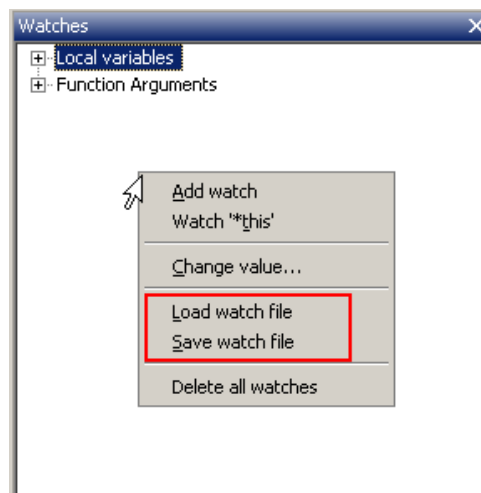 Watches
Local variables
Function Arguments
Add watch
Watch '*this'
Change value...
Load watch file
Save watch file
Delete all watches